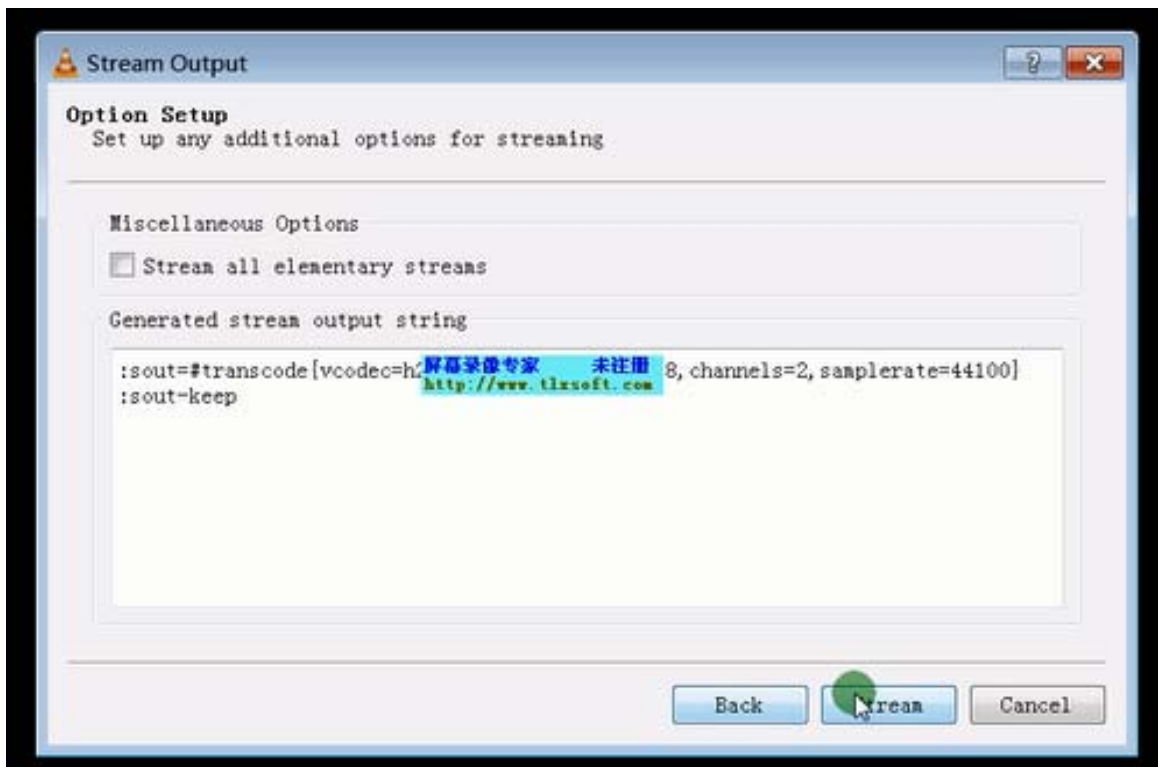 Stream Output
Option Setup
Set up any additional options for streaming
Miscellaneous Options
Stream all elementary streams
Generated stream output string
:sout=#transcode{vcodec=h2 屏幕录像专家 未注册 8,channels=2,samplerate=44100}
http://www.tlxsoft.com
:sout-keep
Back
Cancel